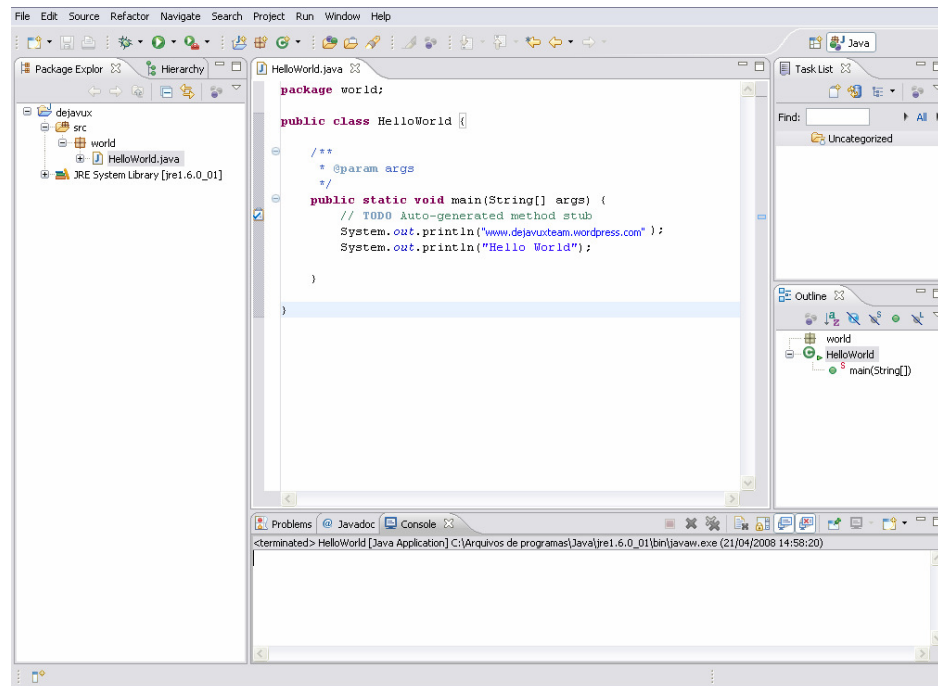 File Edit Source Refactor Navigate Search Project Run Window Help
Java
Package Explor
Hierarchy
dejavux
src
world
HelloWorld.java
JRE System Library [jre1.6.0_01]
HelloWorld.java
package world;
public class HelloWorld {
/**
* @param args
*/
public static void main(String[] args) {
// TODO Auto-generated method stub
System.out.println("www.dejavuxteam.wordpress.com" );
System.out.println("Hello World");
}
}
Task List
Find:
All
Uncategorized
Outline
world
HelloWorld
main(String[])
Problems @ Javadoc Console
<terminated> HelloWorld [Java Application] C:\Arquivos de programas\Java\jre1.6.0_01\bin\javaw.exe (21/04/2008 14:58:20)